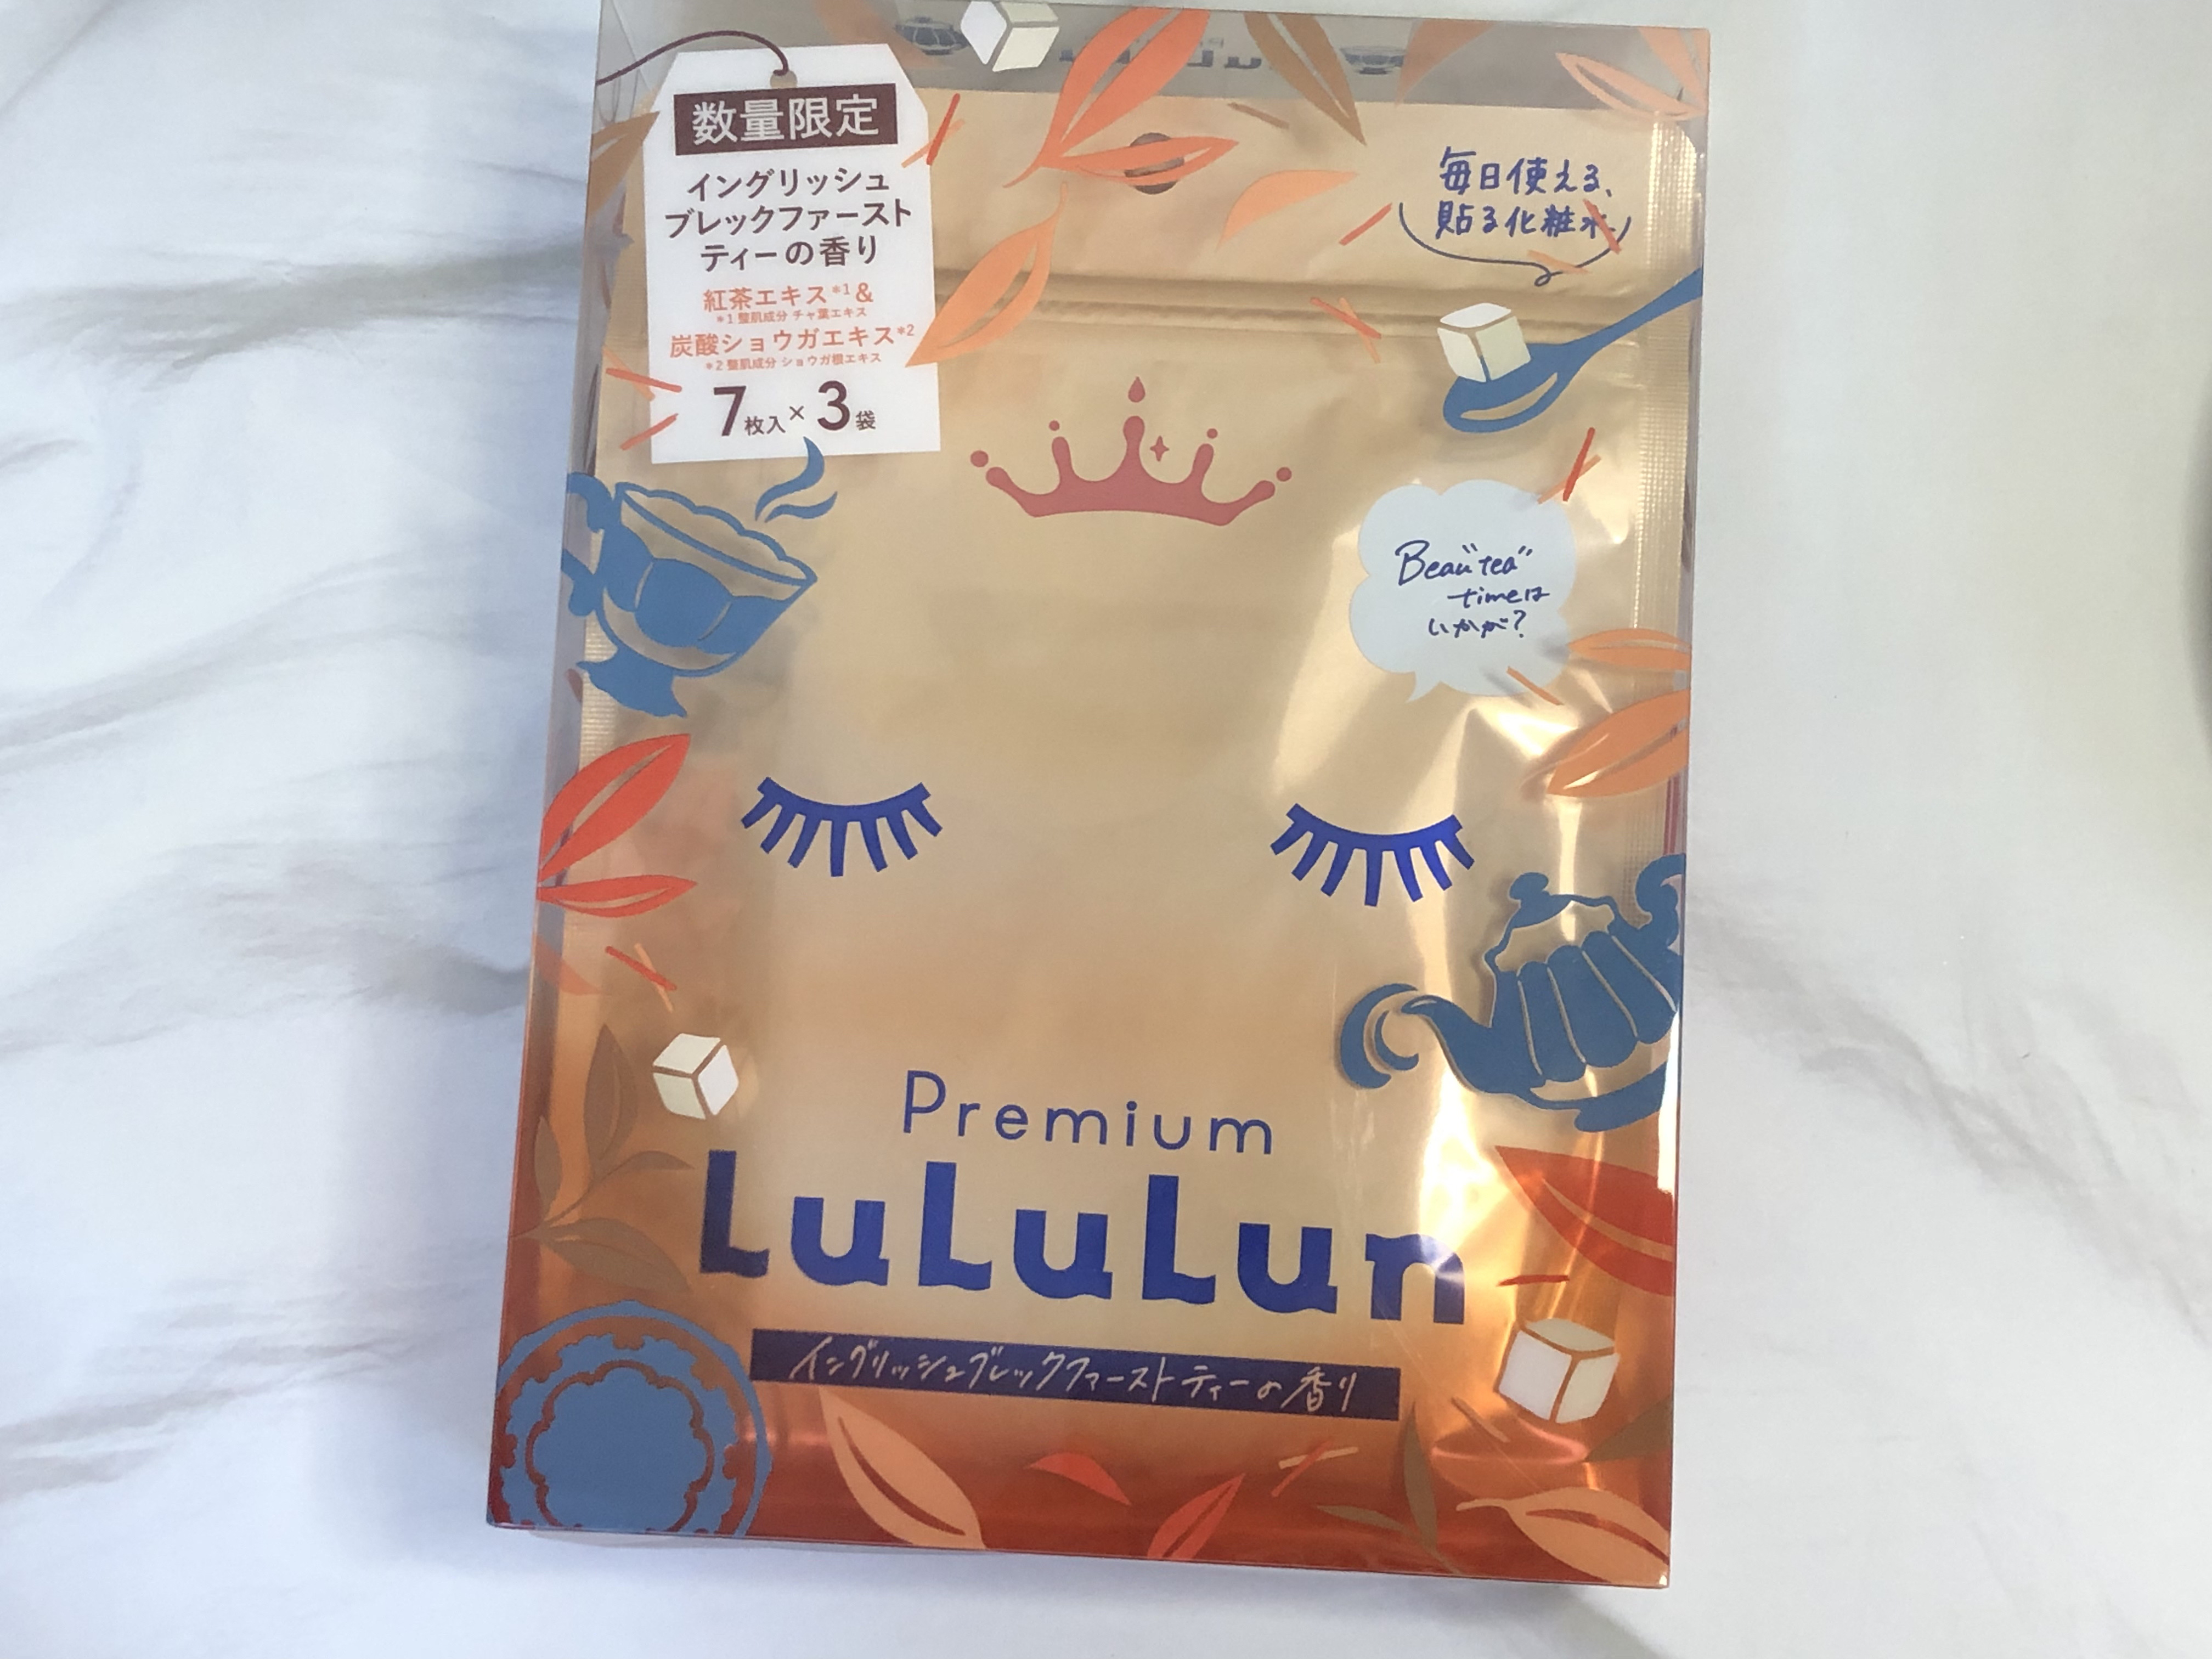 数量限定
イングリッシュ
ブレックファースト
ティーの香り
紅茶エキス*1&
*1 整肌成分 チャ葉エキス
炭酸ショウガエキス*2
*2 整肌成分 ショウガ根エキス
7枚入×3袋
毎日使える、
貼る化粧水
Beau"tea"
timeは
いかが?
Premium
LuLuLun
イングリッシュブレックファーストティーの香り